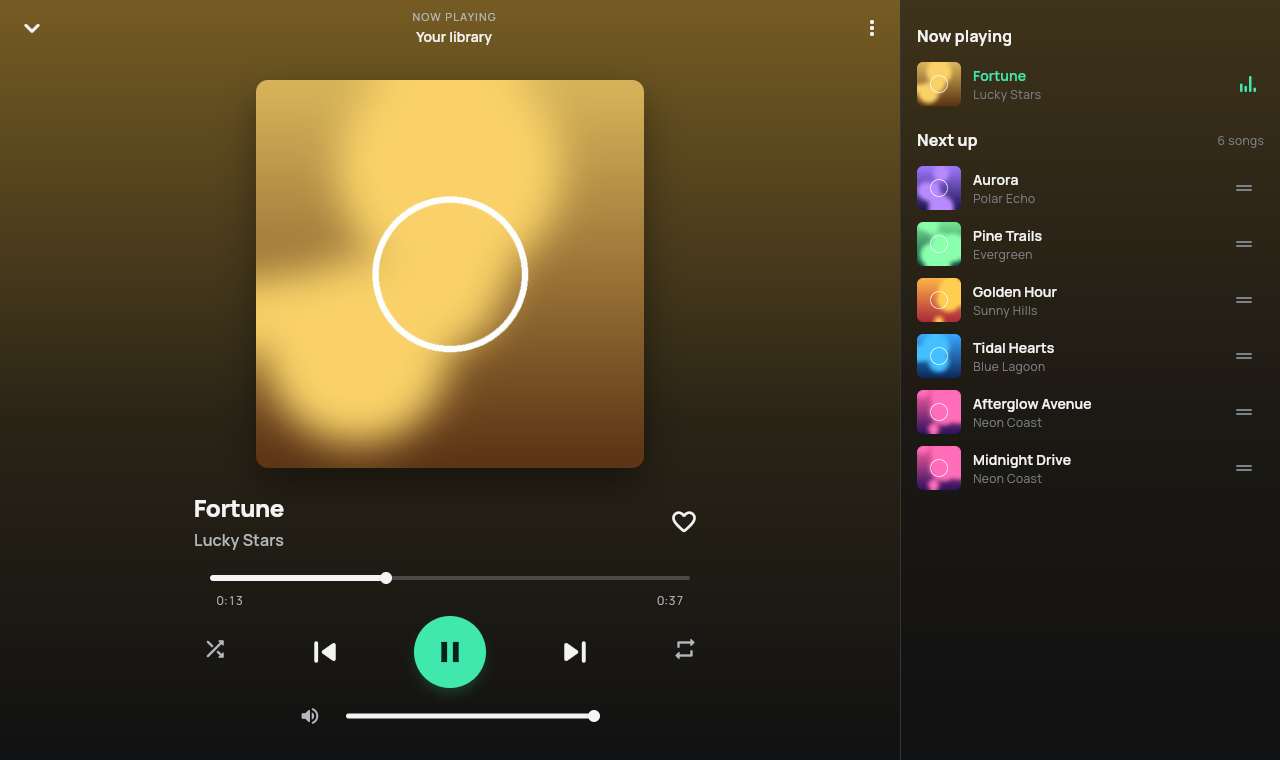 NOW PLAYING
Your library
Fortune
Lucky Stars
0:13
0:37
Now playing
Fortune
Lucky Stars
Next up
6 songs
Aurora
Polar Echo
Pine Trails
Evergreen
Golden Hour
Sunny Hills
Tidal Hearts
Blue Lagoon
Afterglow Avenue
Neon Coast
Midnight Drive
Neon Coast